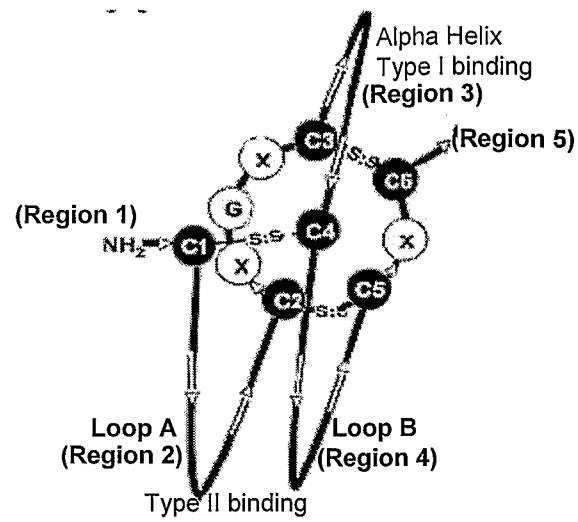 Alpha Helix
Type I binding
(Region 3)
C3
S:S
(Region 5)
X
C6
G
(Region 1)
NH2
C1
S:S
C4
X
X
C2
S:S
C5
Loop A
(Region 2)
Loop B
(Region 4)
Type II binding